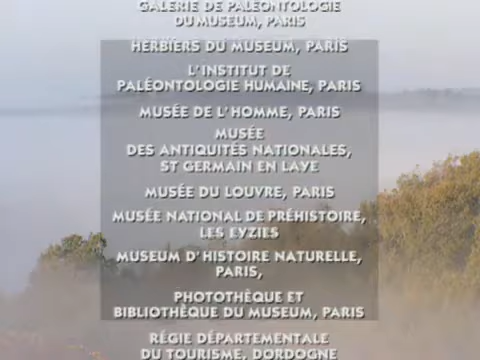 GALERIE DE PALÉONTOLOGIE
DU MUSEUM, PARIS
HERBIERS DU MUSEUM, PARIS
L'INSTITUT DE
PALÉONTOLOGIE HUMAINE, PARIS
MUSÉE DE L'HOMME, PARIS
MUSÉE
DES ANTIQUITÉS NATIONALES,
ST GERMAIN EN LAYE
MUSÉE DU LOUVRE, PARIS
MUSÉE NATIONAL DE PRÉHISTOIRE,
LES EYZIES
MUSEUM D'HISTOIRE NATURELLE,
PARIS,
PHOTOTHÈQUE ET
BIBLIOTHÈQUE DU MUSEUM, PARIS
RÉGIE DÉPARTEMENTALE
DU TOURISME, DORDOGNE